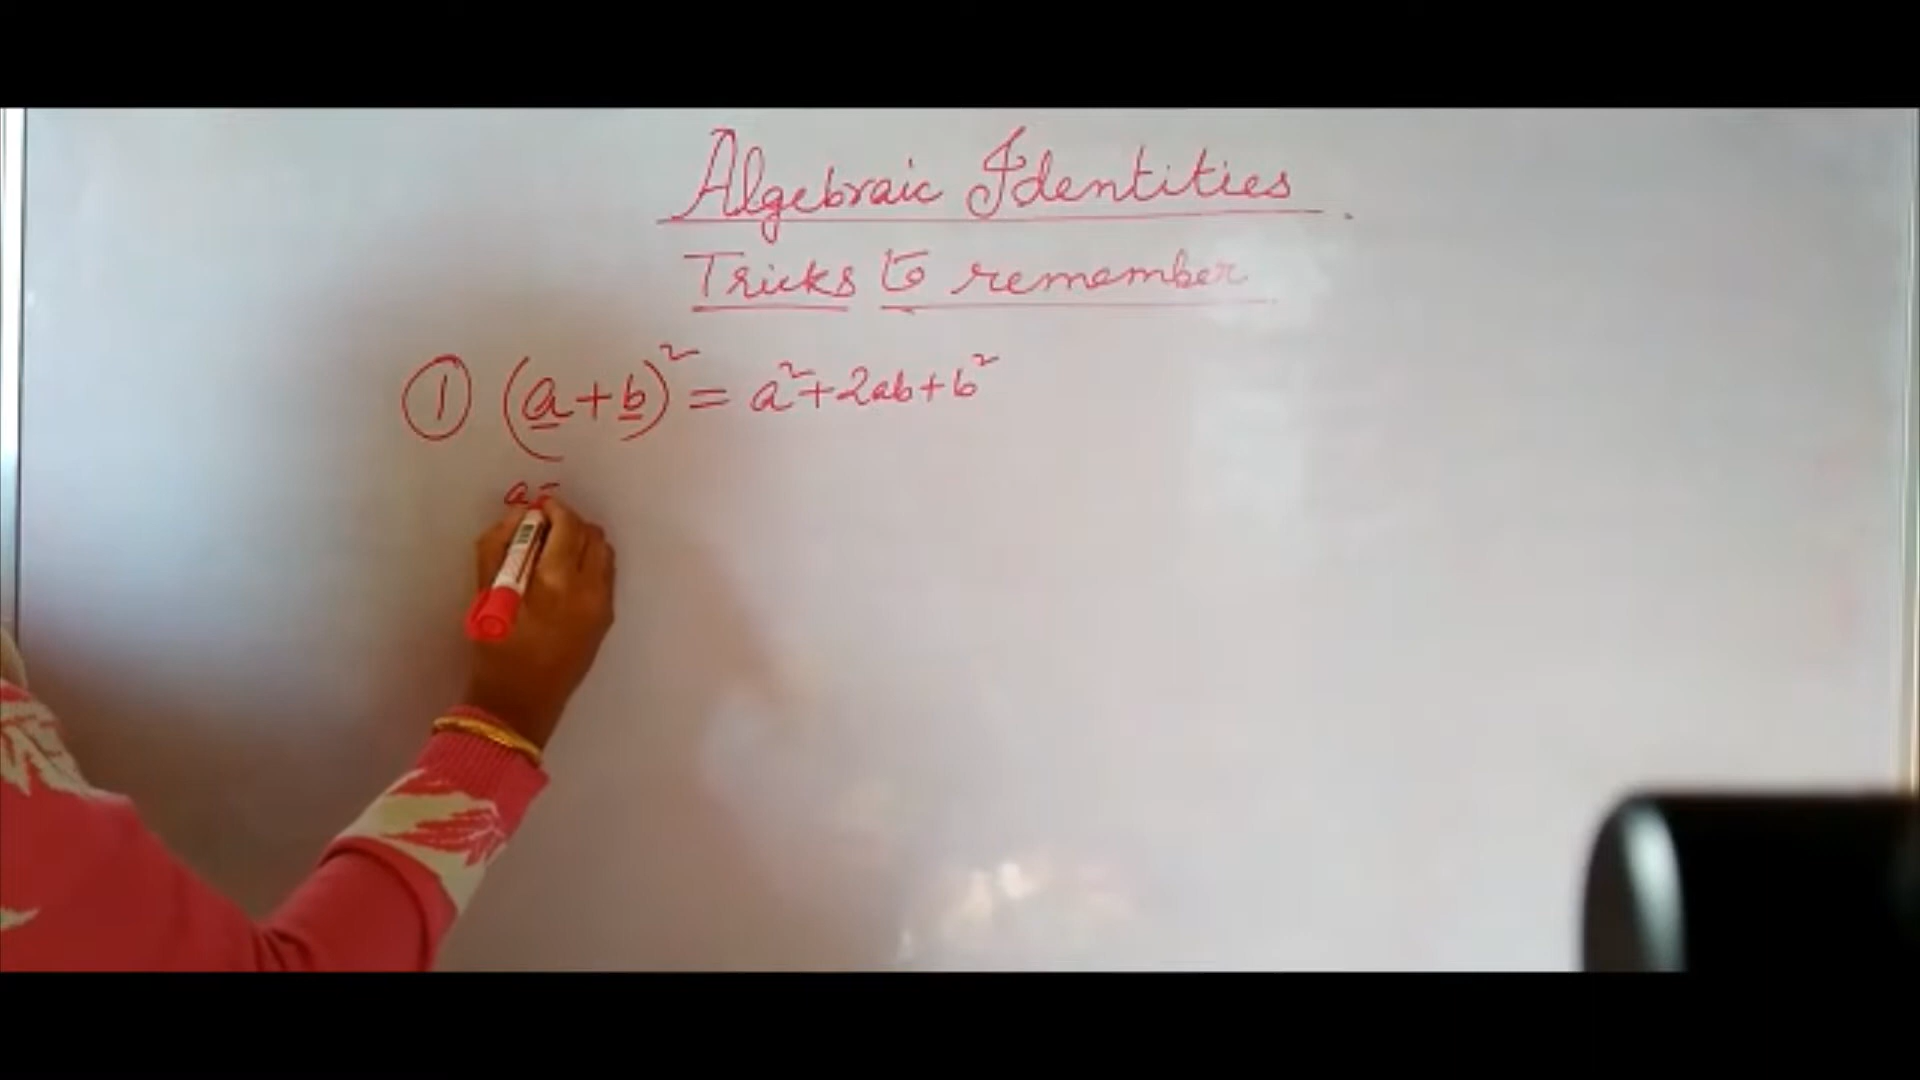 Algebraic Identities
Tricks to remember
① (a+b)² = a²+2ab+b²
a=